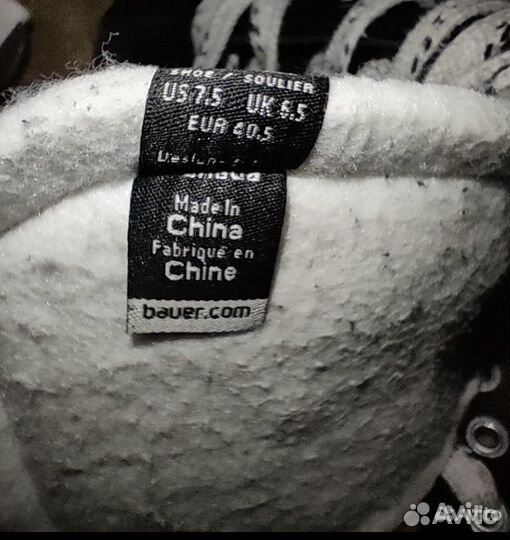 SHOE / SOULIER
US 7.5 UK 6.5
EUR 40.5
Made In
China
Fabriqué en
Chine
bauer.com
Avito